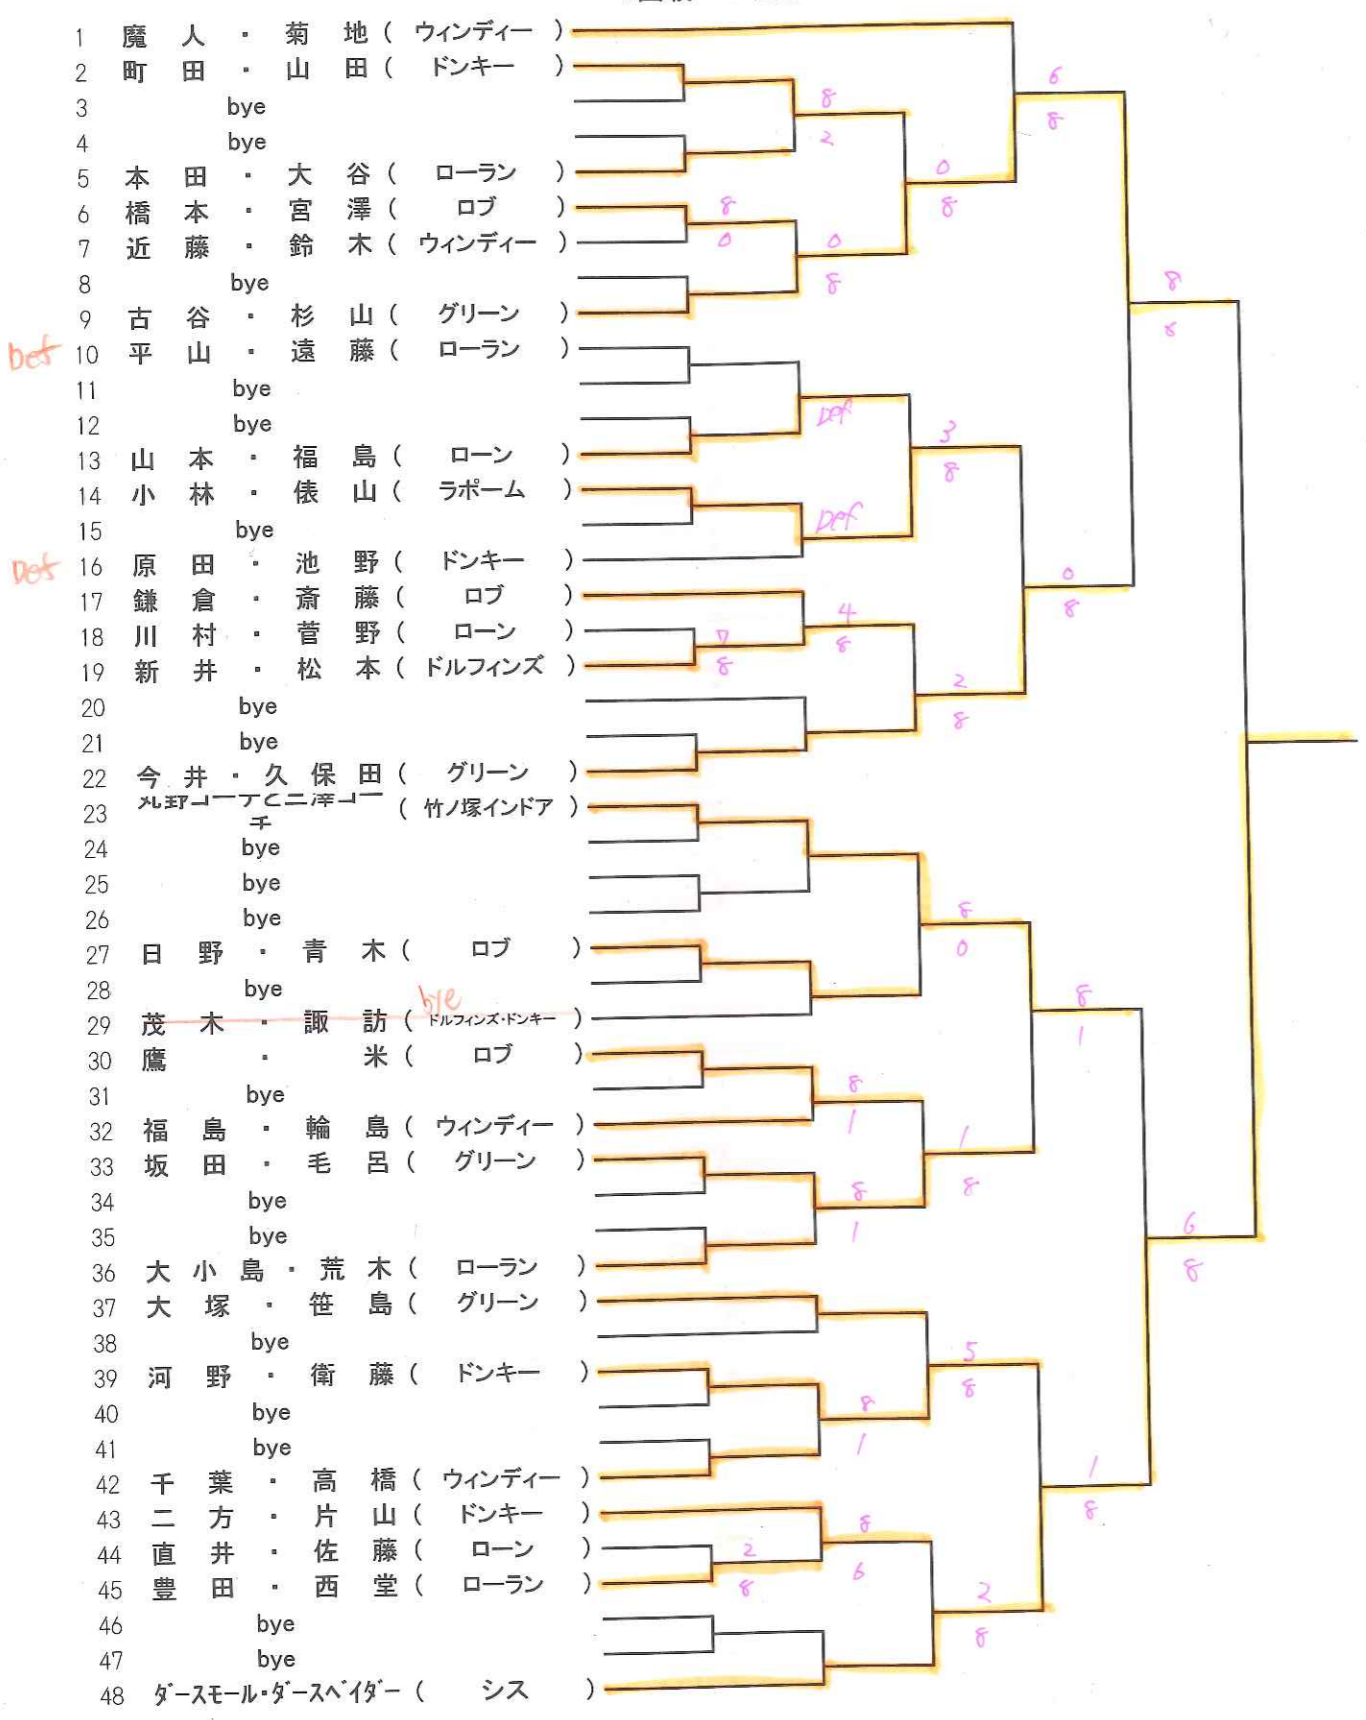 1 魔人・菊地(ウィンディー)
2 町田・山田(ドンキー)
3 bye
8
2
6
8
4 bye
5 本田・大谷(ローラン)
0
8
6 橋本・宮澤(ロブ)
8
0
7 近藤・鈴木(ウィンディー)
0
8
8 bye
8
8
9 古谷・杉山(グリーン)
Def 10 平山・遠藤(ローラン)
11 bye
Def
12 bye
3
8
13 山本・福島(ローン)
14 小林・俵山(ラポーム)
15 bye
Def
Def 16 原田・池野(ドンキー)
0
8
17 鎌倉・斎藤(ロブ)
4
8
18 川村・菅野(ローン)
7
8
19 新井・松本(ドルフィンズ)
2
8
20 bye
21 bye
22 今井・久保田(グリーン)
23 (竹ノ塚インドア)
24 bye
25 bye
26 bye
8
0
27 日野・青木(ロブ)
28 bye
bye
8
1
29 茂木・諏訪(ドルフィンズ・ドンキー)
30 鷹・米(ロブ)
31 bye
8
1
32 福島・輪島(ウィンディー)
1
8
33 坂田・毛呂(グリーン)
34 bye
8
1
35 bye
6
8
36 大小島・荒木(ローラン)
37 大塚・笹島(グリーン)
38 bye
5
8
39 河野・衛藤(ドンキー)
40 bye
8
1
41 bye
42 千葉・高橋(ウィンディー)
1
8
43 二方・片山(ドンキー)
8
6
44 直井・佐藤(ローン)
2
8
45 豊田・西堂(ローラン)
2
8
46 bye
47 bye
48 ダースモール・ダースベイダー(シス)